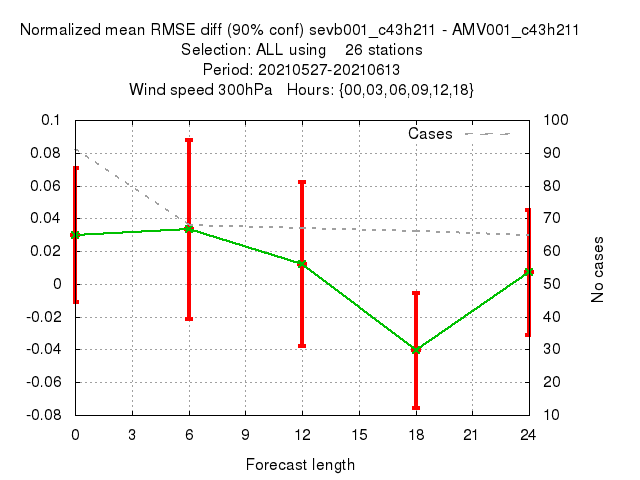 Normalized mean RMSE diff (90% conf) sevb001_c43h211 - AMV001_c43h211
Selection: ALL using    26 stations
Period: 20210527-20210613
Wind speed 300hPa   Hours: {00,03,06,09,12,18}
0.1
0.08
0.06
0.04
0.02
0
-0.02
-0.04
-0.06
-0.08
Cases
100
90
80
70
60
50
40
30
20
10
No cases
0 3 6 9 12 15 18 21 24
Forecast length